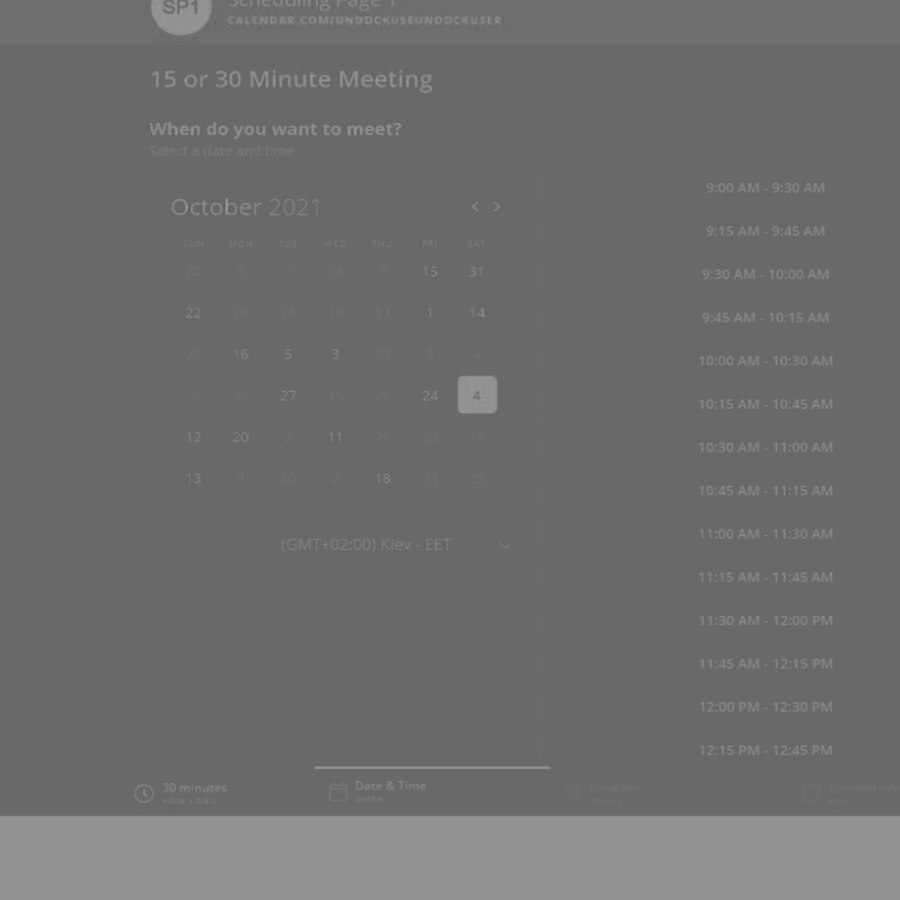 SP1
Scheduling Page 1
CALENDAR.COM/UNDOCKUSEUNDOCKUSER
15 or 30 Minute Meeting
When do you want to meet?
Select a date and time
October 2021
SUN MON TUE WED THU FRI SAT
20 9 28 9 15 31
22 26 24 16 13 1 14
25 16 5 3 20 3 4
7 20 27 15 26 24 4
12 20 2 11 25 20 16
13 20 2 18 23 25
(GMT+02:00) Kiev - EET
9:00 AM - 9:30 AM
9:15 AM - 9:45 AM
9:30 AM - 10:00 AM
9:45 AM - 10:15 AM
10:00 AM - 10:30 AM
10:15 AM - 10:45 AM
10:30 AM - 11:00 AM
10:45 AM - 11:15 AM
11:00 AM - 11:30 AM
11:15 AM - 11:45 AM
11:30 AM - 12:00 PM
11:45 AM - 12:15 PM
12:00 PM - 12:30 PM
12:15 PM - 12:45 PM
30 minutes
HOW LONG
Date & Time
WHEN
Location
WHERE
Confirm Info
WHO